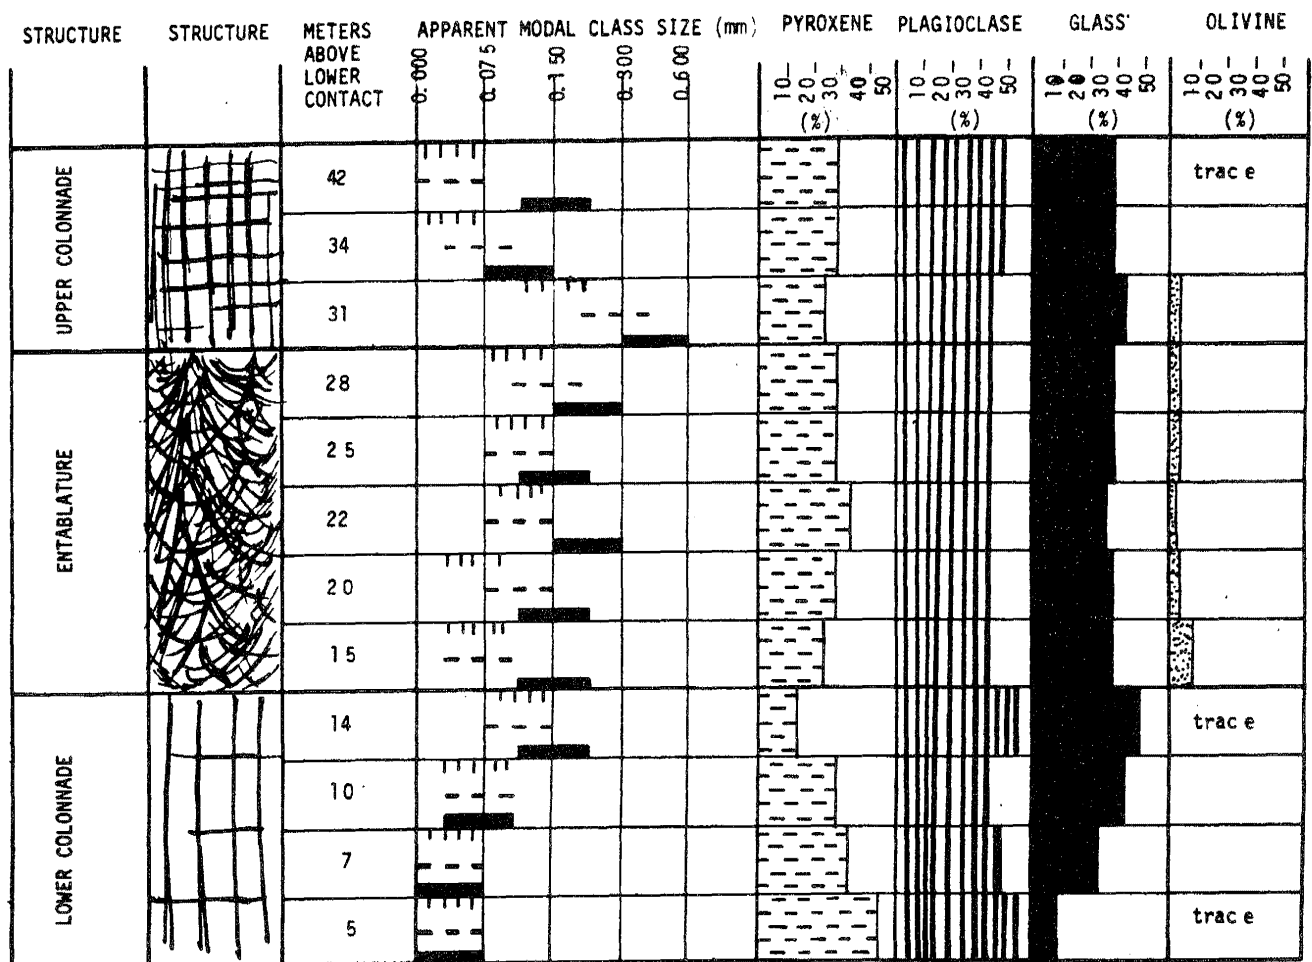 STRUCTURE STRUCTURE METERS ABOVE LOWER CONTACT APPARENT MODAL CLASS SIZE (mm) PYROXENE PLAGIOCLASE GLASS OLIVINE
0.000 0.075 0.150 0.300 0.600
10 20 30 40 50 (%)
10 20 30 40 50 (%)
10 20 30 40 50 (%)
10 20 30 40 50 (%)
UPPER COLONNADE
42 trace
34
31
ENTABLATURE
28
25
22
20
15
LOWER COLONNADE
14 trace
10
7
5 trace